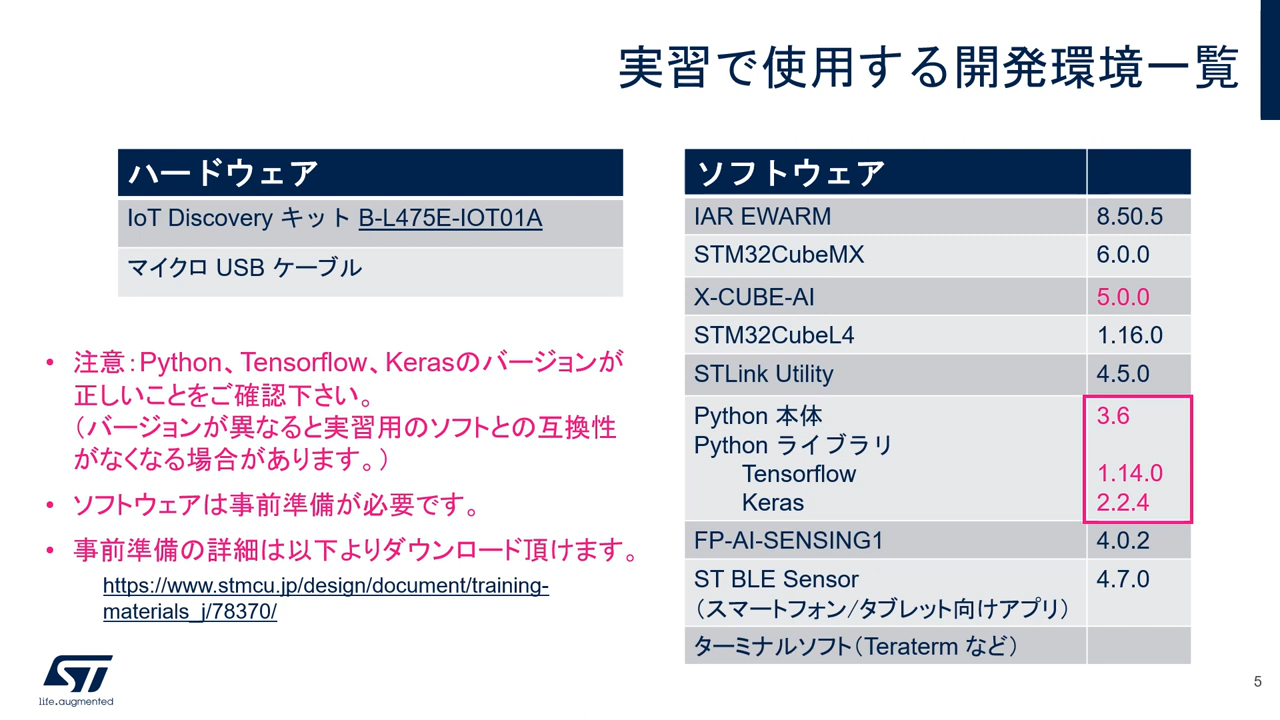 実習で使用する開発環境一覧
ハードウェア
IoT Discovery キット B-L475E-IOT01A
マイクロ USB ケーブル
• 注意：Python、Tensorflow、Kerasのバージョンが
正しいことをご確認下さい。
（バージョンが異なると実習用のソフトとの互換性
がなくなる場合があります。）
• ソフトウェアは事前準備が必要です。
• 事前準備の詳細は以下よりダウンロード頂けます。
https://www.stmcu.jp/design/document/training-
materials_j/78370/
ソフトウェア
IAR EWARM 8.50.5
STM32CubeMX 6.0.0
X-CUBE-AI 5.0.0
STM32CubeL4 1.16.0
STLink Utility 4.5.0
Python 本体 3.6
Python ライブラリ
Tensorflow 1.14.0
Keras 2.2.4
FP-AI-SENSING1 4.0.2
ST BLE Sensor 4.7.0
（スマートフォン/タブレット向けアプリ）
ターミナルソフト（Teraterm など）
ST
life.augmented
5